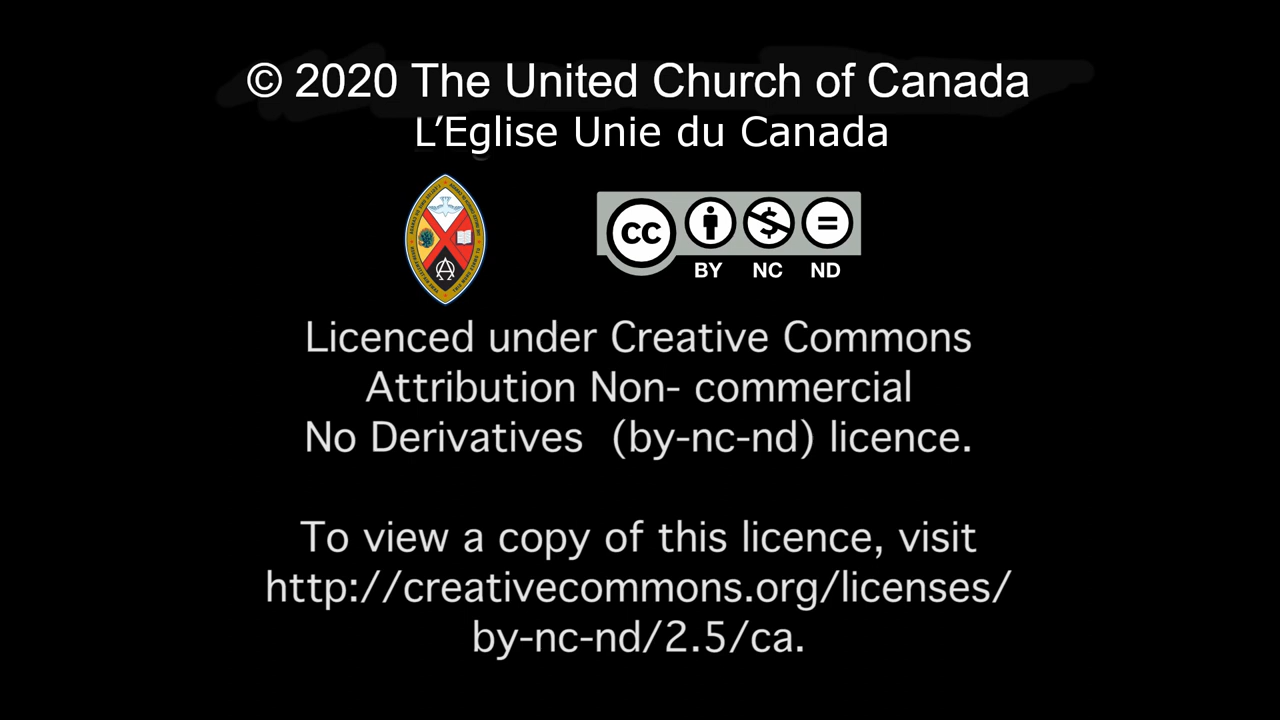 © 2020 The United Church of Canada
L’Eglise Unie du Canada
cc
BY NC ND
Licenced under Creative Commons
Attribution Non- commercial
No Derivatives (by-nc-nd) licence.
To view a copy of this licence, visit
http://creativecommons.org/licenses/
by-nc-nd/2.5/ca.